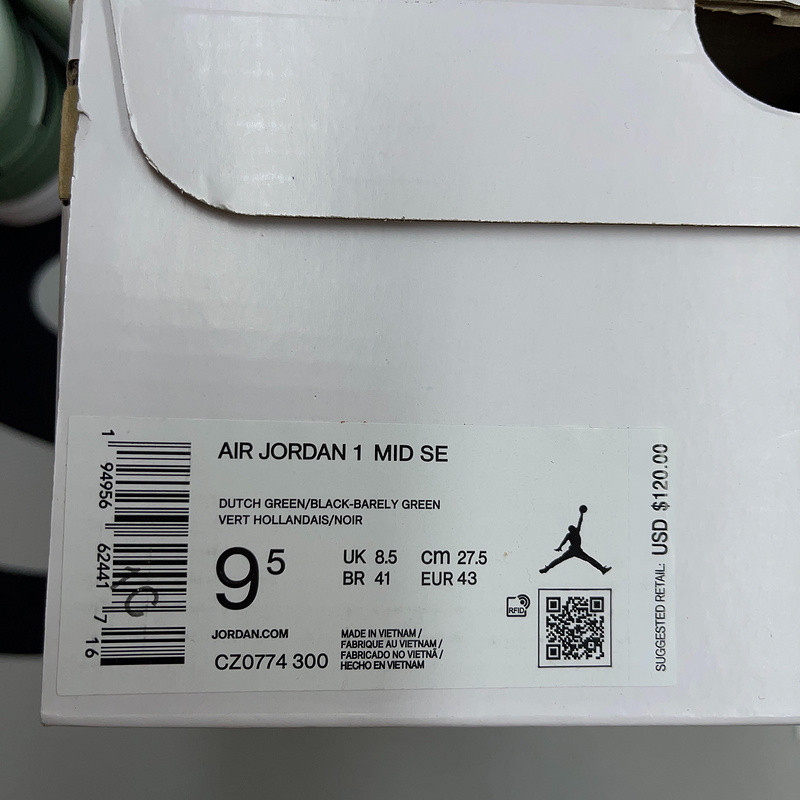 AIR JORDAN 1 MID SE
DUTCH GREEN/BLACK-BARELY GREEN
VERT HOLLANDAIS/NOIR
9⁵
UK 8.5 cm 27.5
BR 41 EUR 43
JORDAN.COM
CZ0774 300
MADE IN VIETNAM /
FABRIQUE AU VIETNAM /
FABRICADO NO VIETNÃ /
HECHO EN VIETNAM
RFID
SUGGESTED RETAIL: USD $120.00
1 94956 62441 7 16